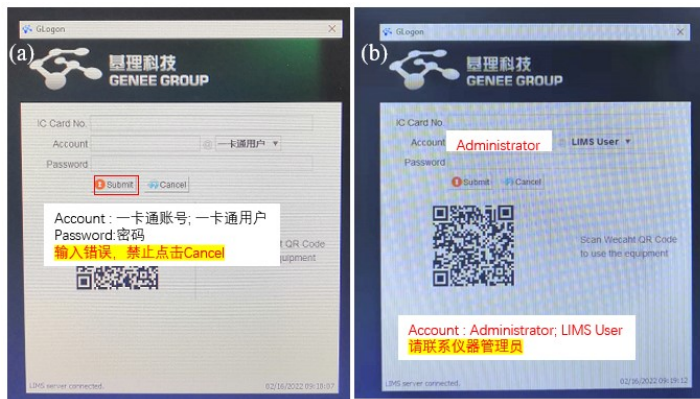 (a)
GLogon
基理科技
GENEE GROUP
IC Card No.
Account
@ 一卡通用户
Password
Submit
Cancel
Account : 一卡通账号; 一卡通用户
Password:密码
输入错误, 禁止点击Cancel
QR Code
LIMS server connected.
02/16/2022 09:18:07
(b)
GLogon
基理科技
GENEE GROUP
IC Card No.
Account
Administrator
@ LIMS User
Password
Submit
Cancel
Scan Wecaht QR Code
to use the equipment
Account : Administrator; LIMS User
请联系仪器管理员
LIMS server connected.
02/16/2022 09:19:12